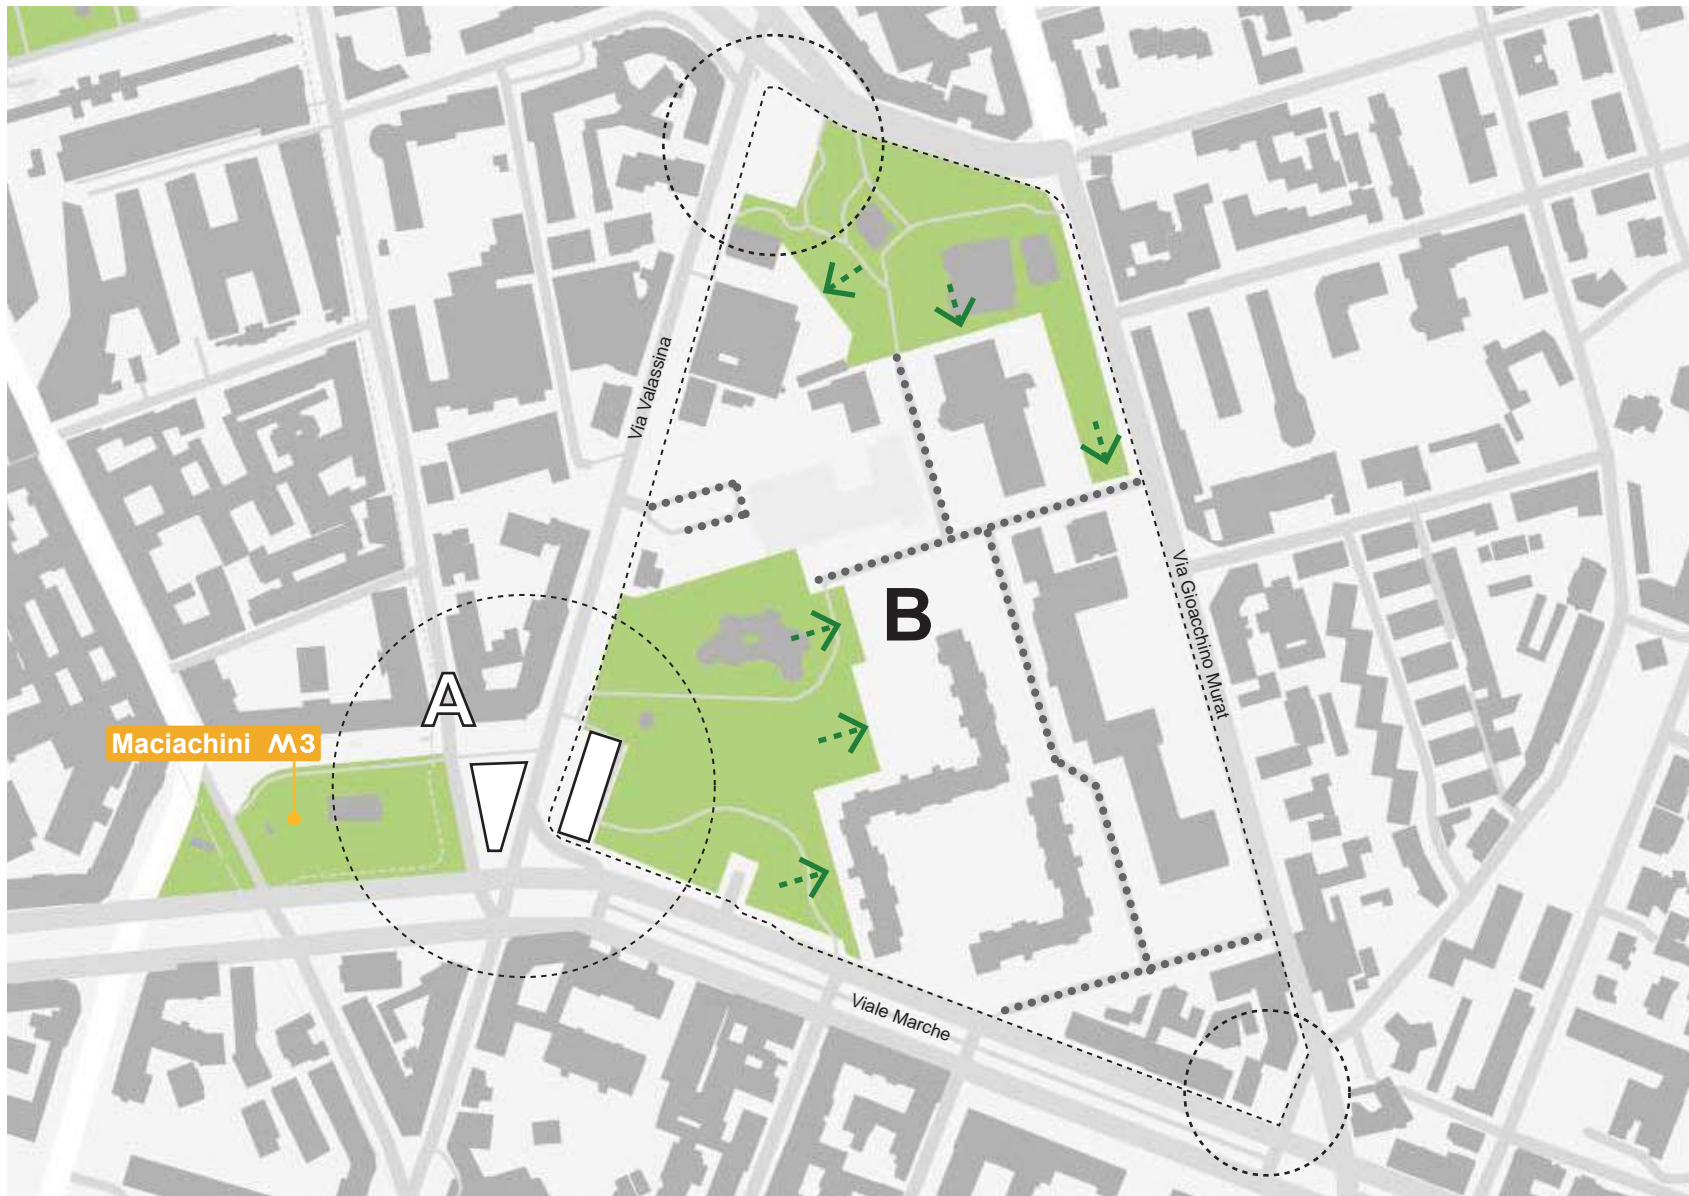 Via Valassina
Via Gioacchino Murat
B
A
Maciachini M3
Viale Marche